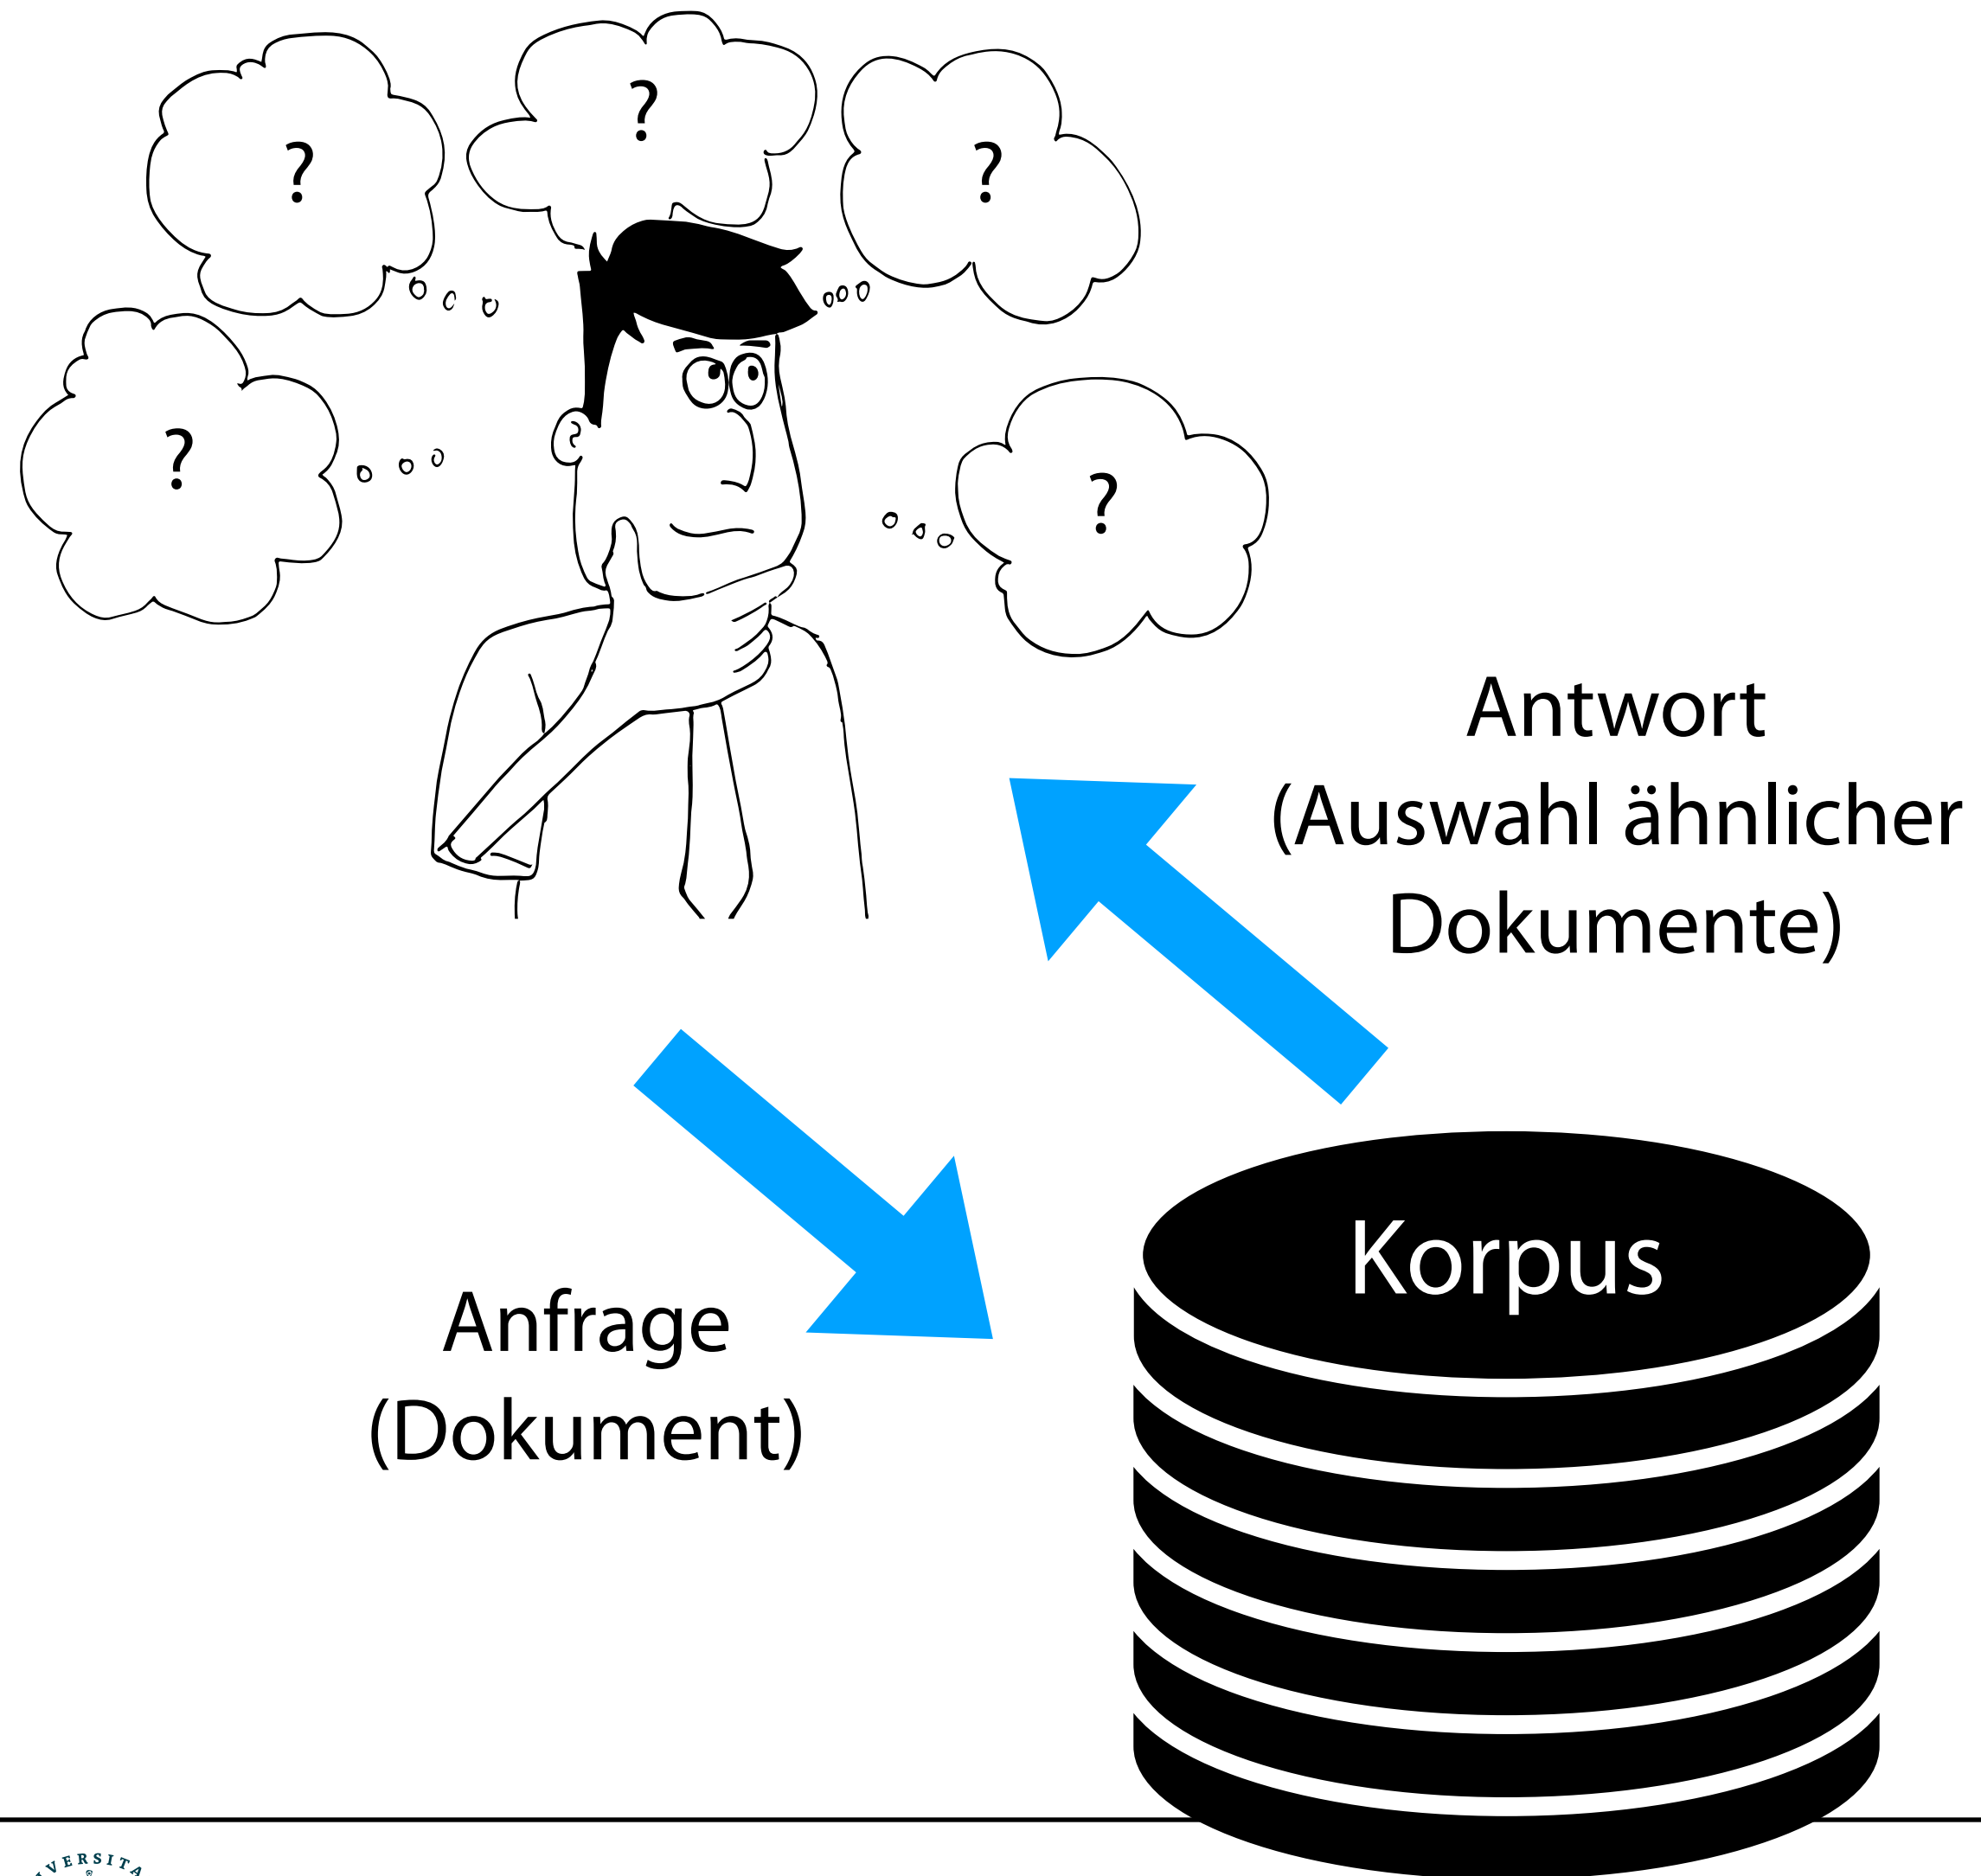 ?
?
?
?
?
Antwort
(Auswahl ähnlicher
Dokumente)
Korpus
Anfrage
(Dokument)